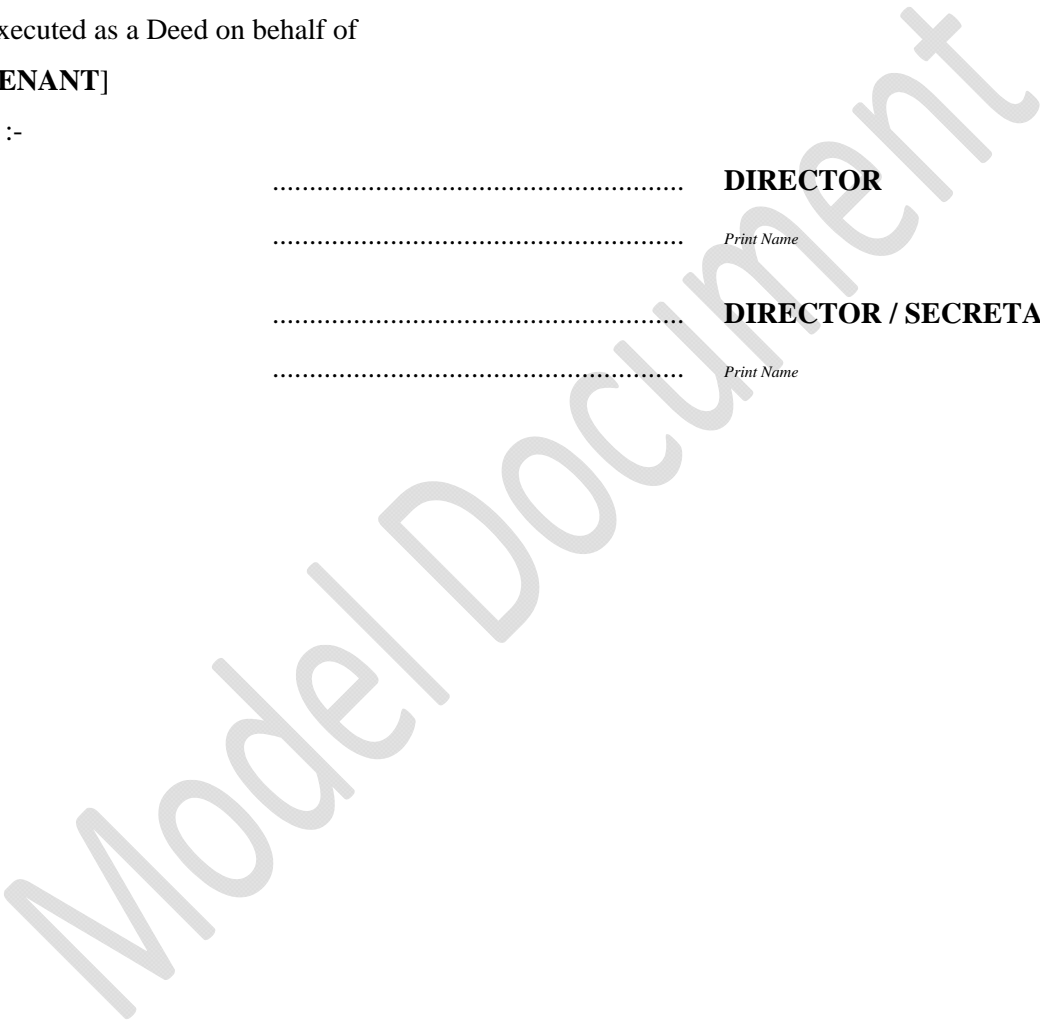 xecuted as a Deed on behalf of
ENANT]
:-
........................................................ DIRECTOR
........................................................ Print Name
........................................................ DIRECTOR / SECRETA
........................................................ Print Name
Model Document